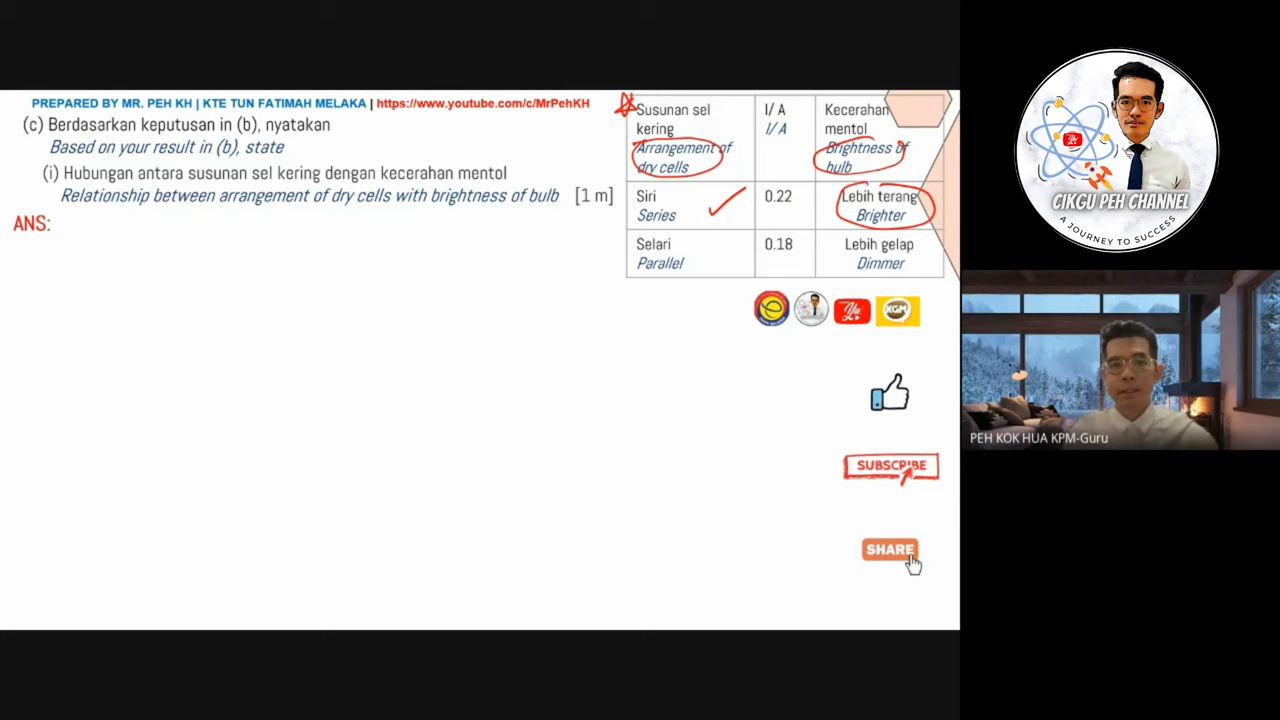 PREPARED BY MR. PEH KH | KTE TUN FATIMAH MELAKA | https://www.youtube.com/c/MrPehKH
(c) Berdasarkan keputusan in (b), nyatakan
Based on your result in (b), state
(i) Hubungan antara susunan sel kering dengan kecerahan mentol
Relationship between arrangement of dry cells with brightness of bulb [1 m]
ANS:
Susunan sel
kering
Arrangement of
dry cells
I/ A
I/ A
Kecerahan
mentol
Brightness of
bulb
Siri
Series
0.22
Lebih terang
Brighter
Selari
Parallel
0.18
Lebih gelap
Dimmer
KGM
SUBSCRIBE
SHARE
CIKGU PEH CHANNEL
A JOURNEY TO SUCCESS
PEH KOK HUA KPM-Guru